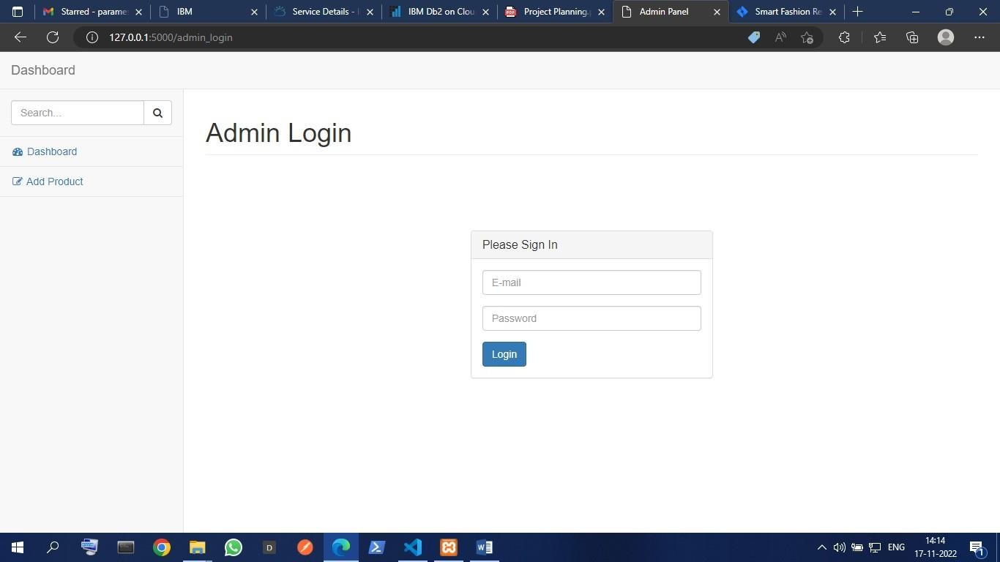 Starred - parame
IBM
Service Details -
IBM Db2 on Clou
Project Planning.
Admin Panel
Smart Fashion Re
127.0.0.1:5000/admin_login
Dashboard
Search...
Dashboard
Add Product
Admin Login
Please Sign In
E-mail
Password
Login
D
ENG
14:14
17-11-2022
1